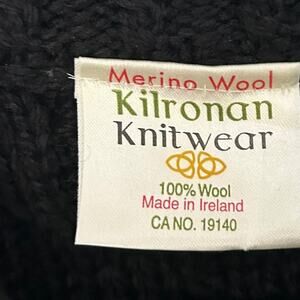 Merino Wool
Kilronan
Knitwear
100% Wool
Made in Ireland
CA NO. 19140